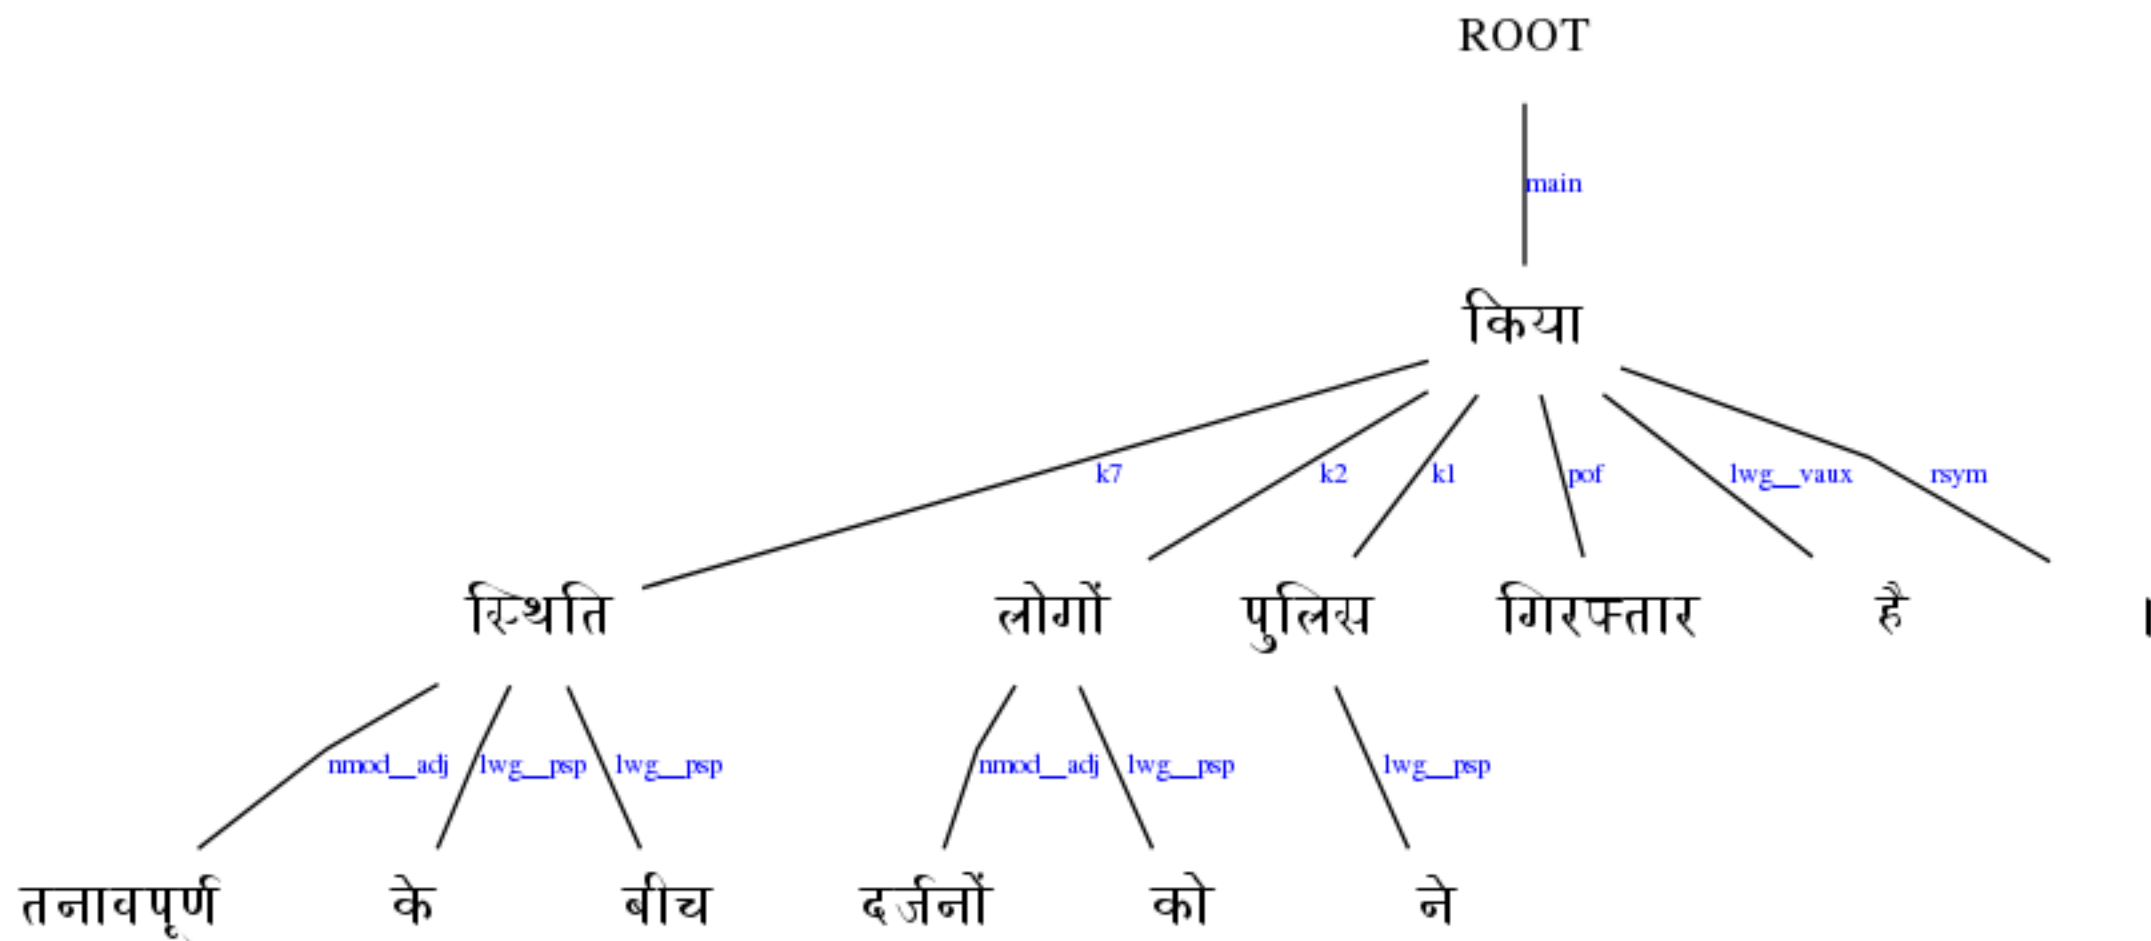 ROOT
main
किया
k7 k2 k1 pof lwg__vaux rsym
स्थिति लोगों पुलिस गिरफ्तार है ।
nmod__adj lwg__psp lwg__psp nmod__adj lwg__psp lwg__psp
तनावपूर्ण के बीच दर्जनों को ने